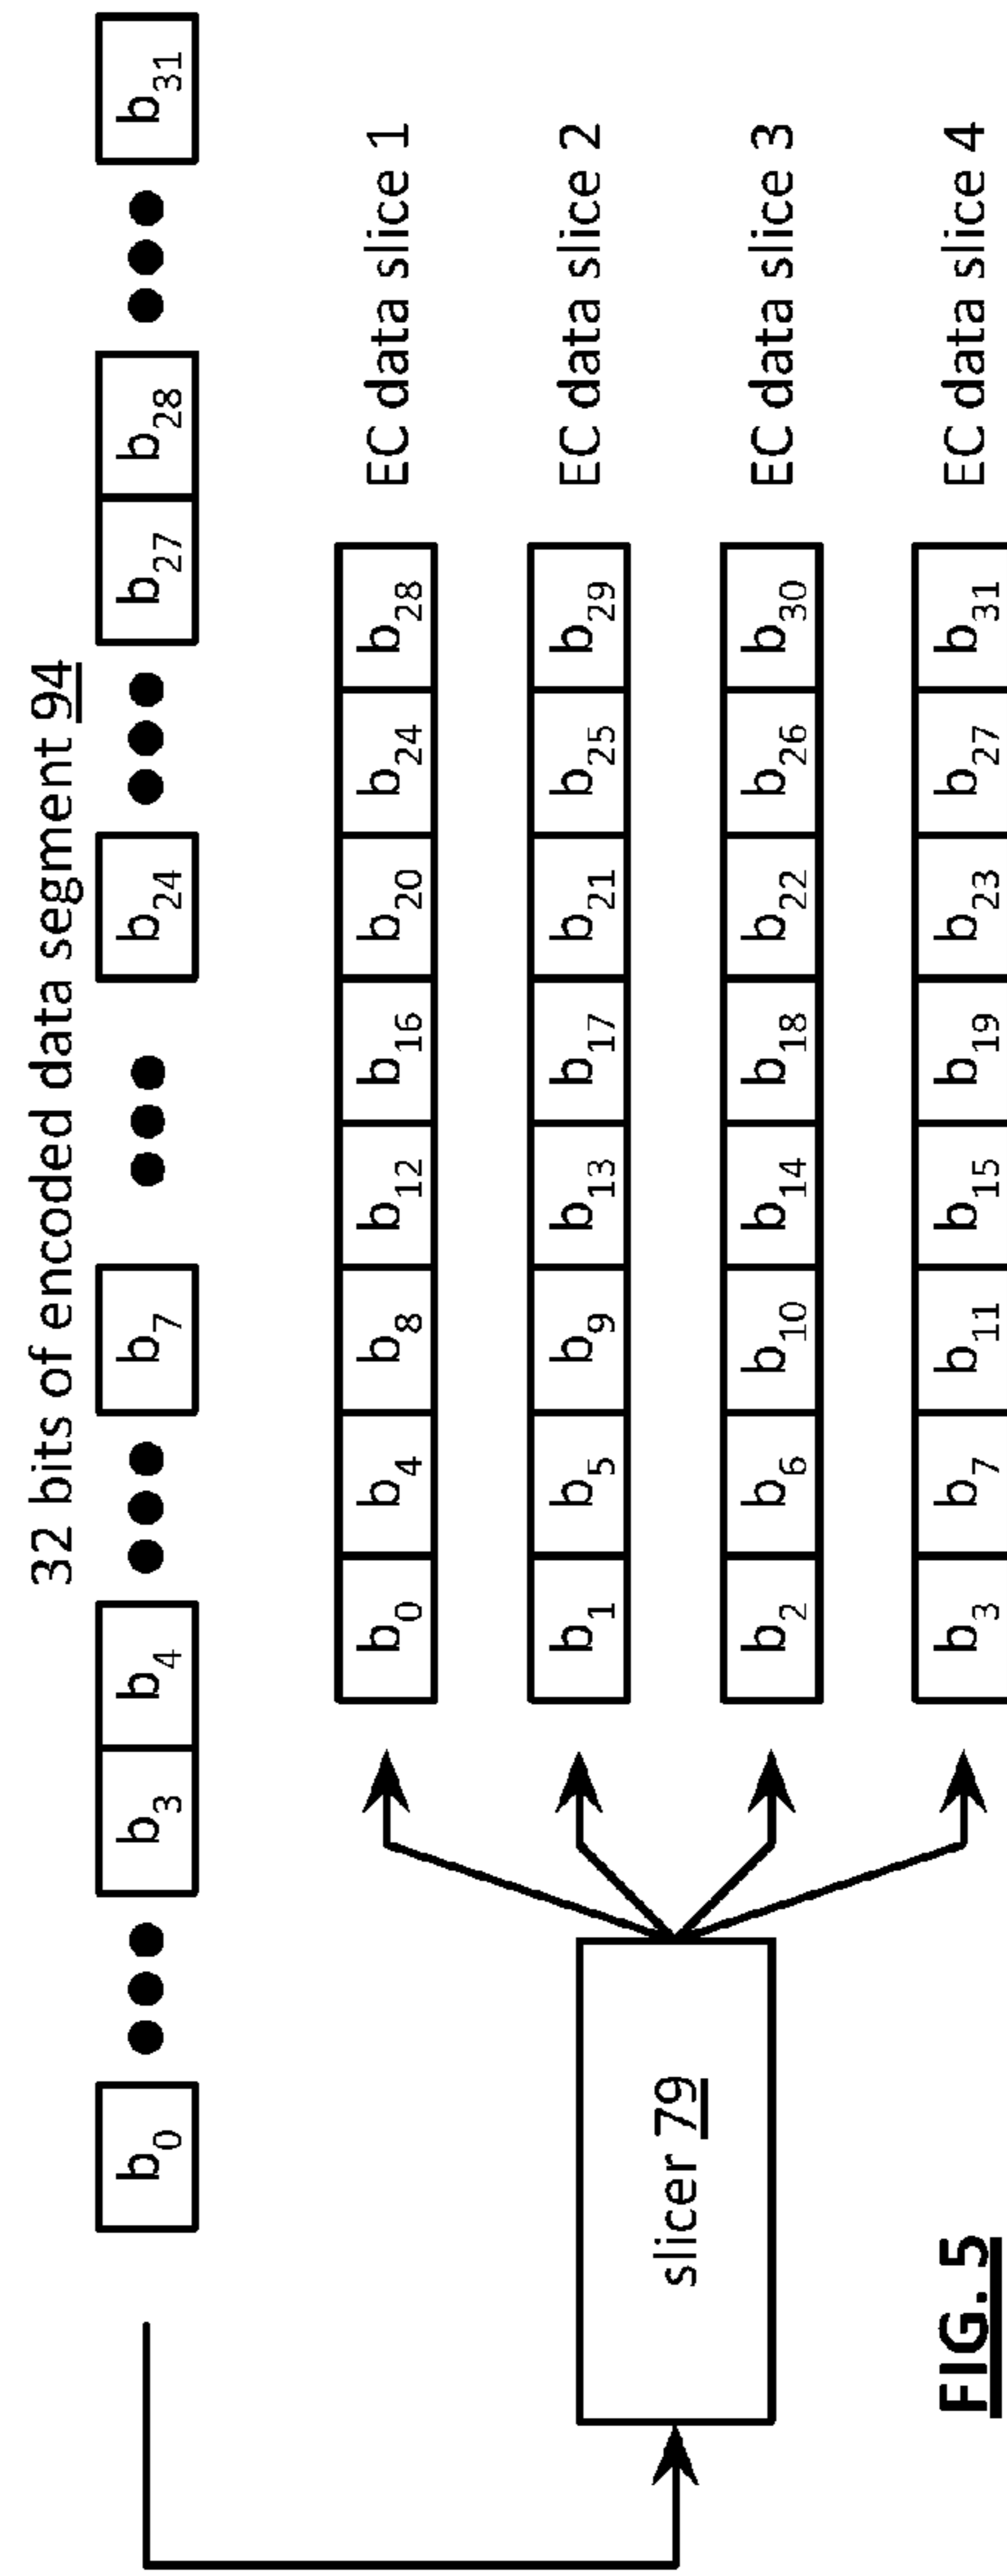 32 bits of encoded data segment 94
b0 b3 b4 b7 b24 b27 b28 b31
b0 b4 b8 b12 b16 b20 b24 b28 EC data slice 1
b1 b5 b9 b13 b17 b21 b25 b29 EC data slice 2
slicer 79
b2 b6 b10 b14 b18 b22 b26 b30 EC data slice 3
b3 b7 b11 b15 b19 b23 b27 b31 EC data slice 4
FIG. 5